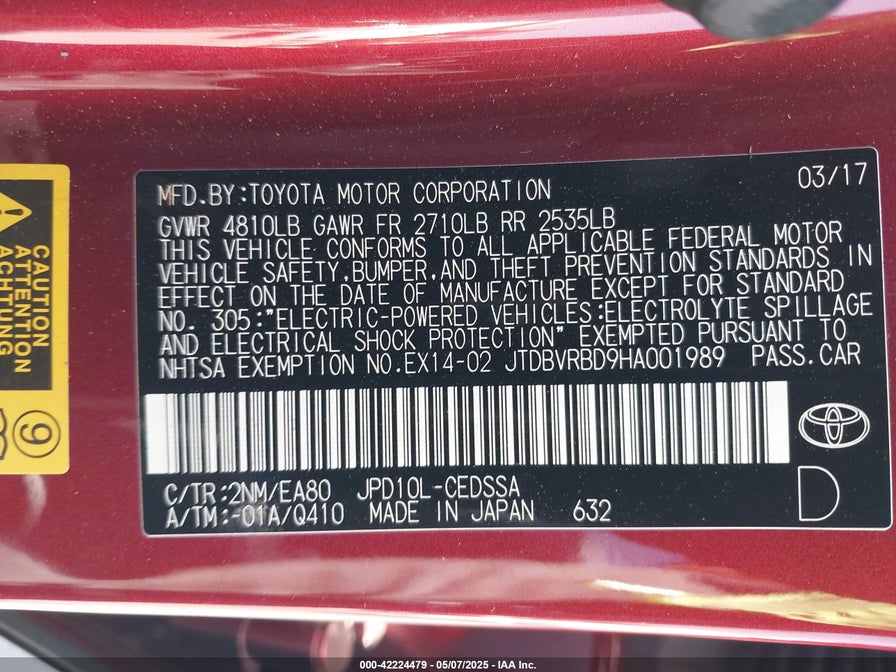 MFD.BY:TOYOTA MOTOR CORPORATION 03/17
GVWR 4810LB GAWR FR 2710LB RR 2535LB
THIS VEHICLE CONFORMS TO ALL APPLICABLE FEDERAL MOTOR
VEHICLE SAFETY,BUMPER,AND THEFT PREVENTION STANDARDS IN
EFFECT ON THE DATE OF MANUFACTURE EXCEPT FOR STANDARD
NO. 305:"ELECTRIC-POWERED VEHICLES:ELECTROLYTE SPILLAGE
AND ELECTRICAL SHOCK PROTECTION" EXEMPTED PURSUANT TO
NHTSA EXEMPTION NO.EX14-02 JTDBVRBD9HA001989 PASS.CAR
C/TR:2NM/EA80 JPD10L-CEDSSA
A/TM:-01A/Q410 MADE IN JAPAN 632
D
CAUTION
ATTENTION
ACHTUNG
9
000-42224479 - 05/07/2025 - IAA Inc.